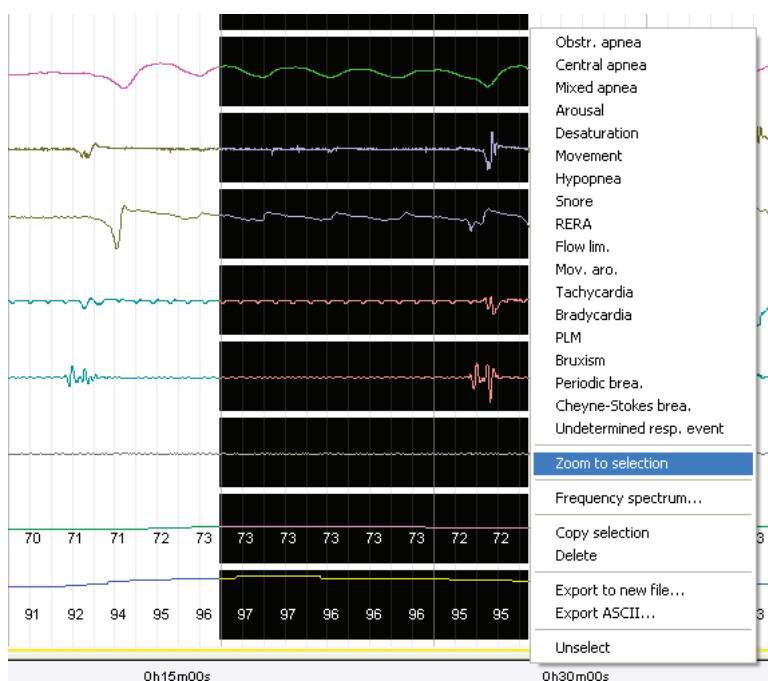 Obstr. apnea
Central apnea
Mixed apnea
Arousal
Desaturation
Movement
Hypopnea
Snore
RERA
Flow lim.
Mov. aro.
Tachycardia
Bradycardia
PLM
Bruxism
Periodic brea.
Cheyne-Stokes brea.
Undetermined resp. event
Zoom to selection
Frequency spectrum...
Copy selection
Delete
Export to new file...
Export ASCII...
Unselect
70 71 71 72 73 73 73 73 73 73 72 72 3
91 92 94 95 96 97 97 96 96 96 95 95 3
0h15m00s 0h30m00s